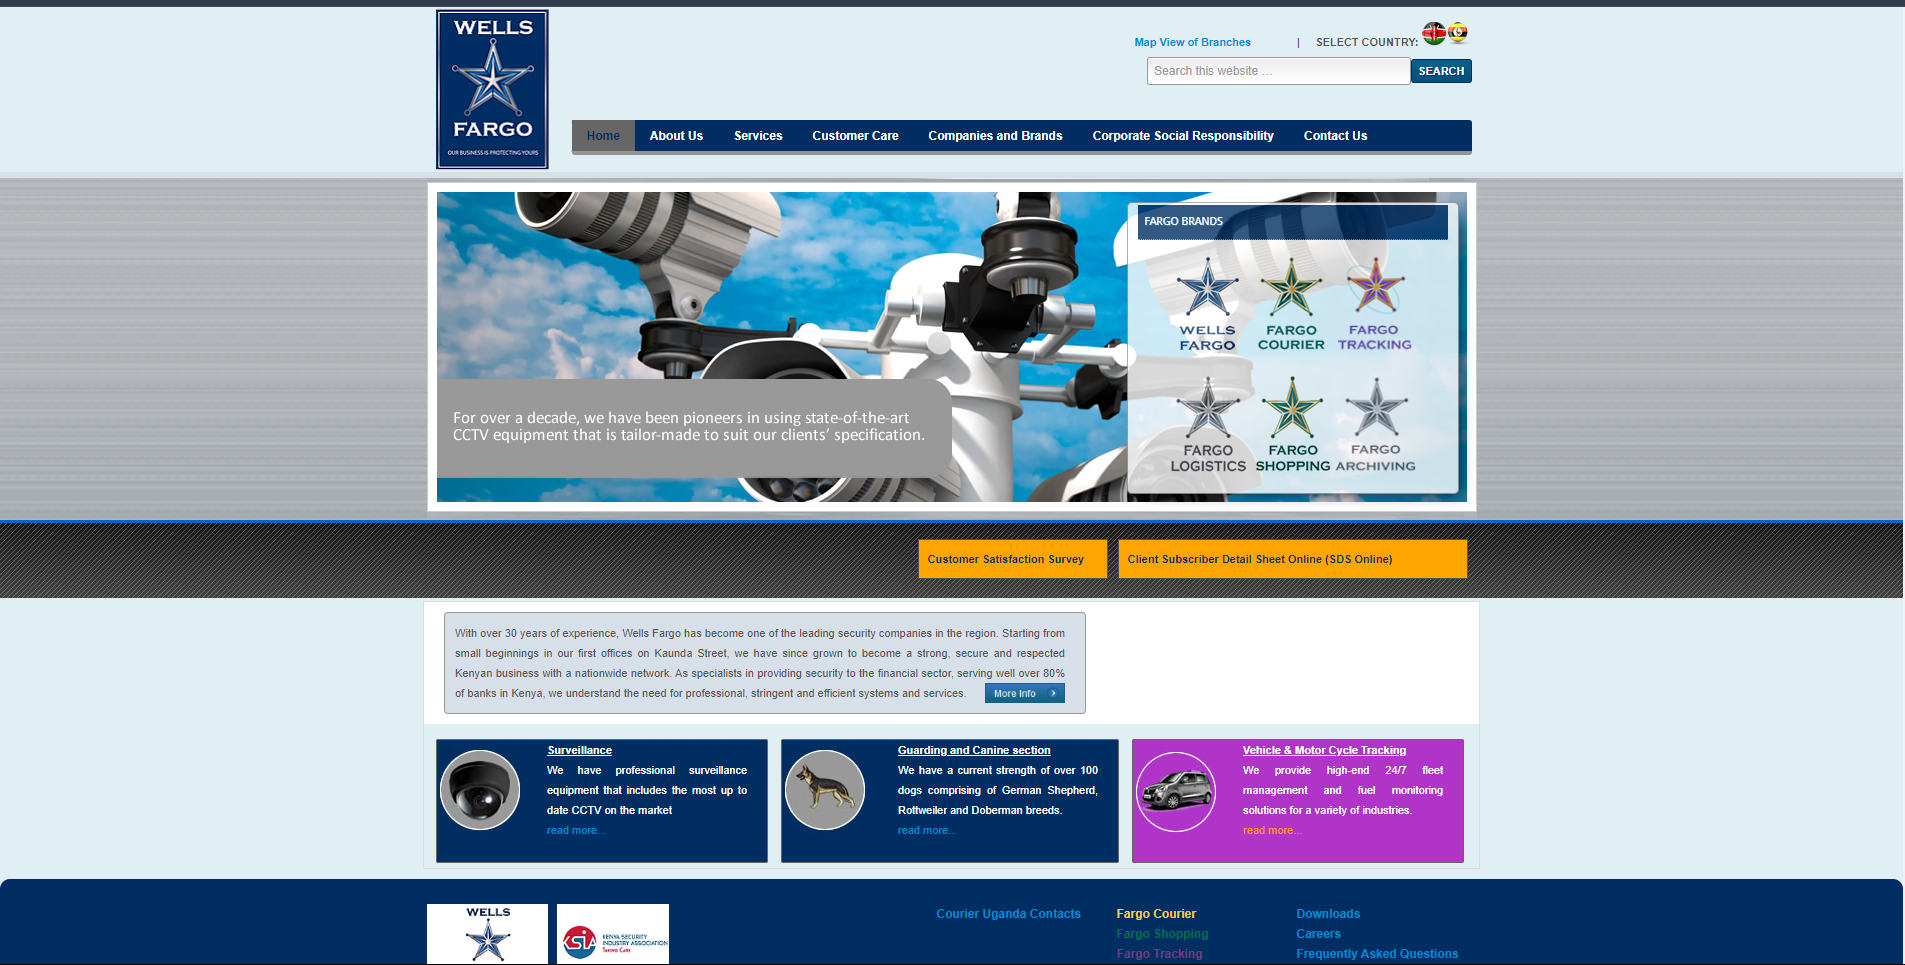 WELLS
FARGO
OUR BUSINESS IS PROTECTING YOURS
Map View of Branches | SELECT COUNTRY:
Search this website ... SEARCH
Home About Us Services Customer Care Companies and Brands Corporate Social Responsibility Contact Us
FARGO BRANDS
WELLS FARGO
FARGO COURIER
FARGO TRACKING
FARGO LOGISTICS
FARGO SHOPPING
FARGO ARCHIVING
For over a decade, we have been pioneers in using state-of-the-art
CCTV equipment that is tailor-made to suit our clients’ specification.
Customer Satisfaction Survey
Client Subscriber Detail Sheet Online (SDS Online)
With over 30 years of experience, Wells Fargo has become one of the leading security companies in the region. Starting from
small beginnings in our first offices on Kaunda Street, we have since grown to become a strong, secure and respected
Kenyan business with a nationwide network. As specialists in providing security to the financial sector, serving well over 80%
of banks in Kenya, we understand the need for professional, stringent and efficient systems and services. More Info
Surveillance
We have professional surveillance
equipment that includes the most up to
date CCTV on the market
read more...
Guarding and Canine section
We have a current strength of over 100
dogs comprising of German Shepherd,
Rottweiler and Doberman breeds.
read more...
Vehicle & Motor Cycle Tracking
We provide high-end 24/7 fleet
management and fuel monitoring
solutions for a variety of industries.
read more...
WELLS
KSIA
KENYA SECURITY
INDUSTRY ASSOCIATION
TAKING CARE
Courier Uganda Contacts
Fargo Courier
Fargo Shopping
Fargo Tracking
Downloads
Careers
Frequently Asked Questions